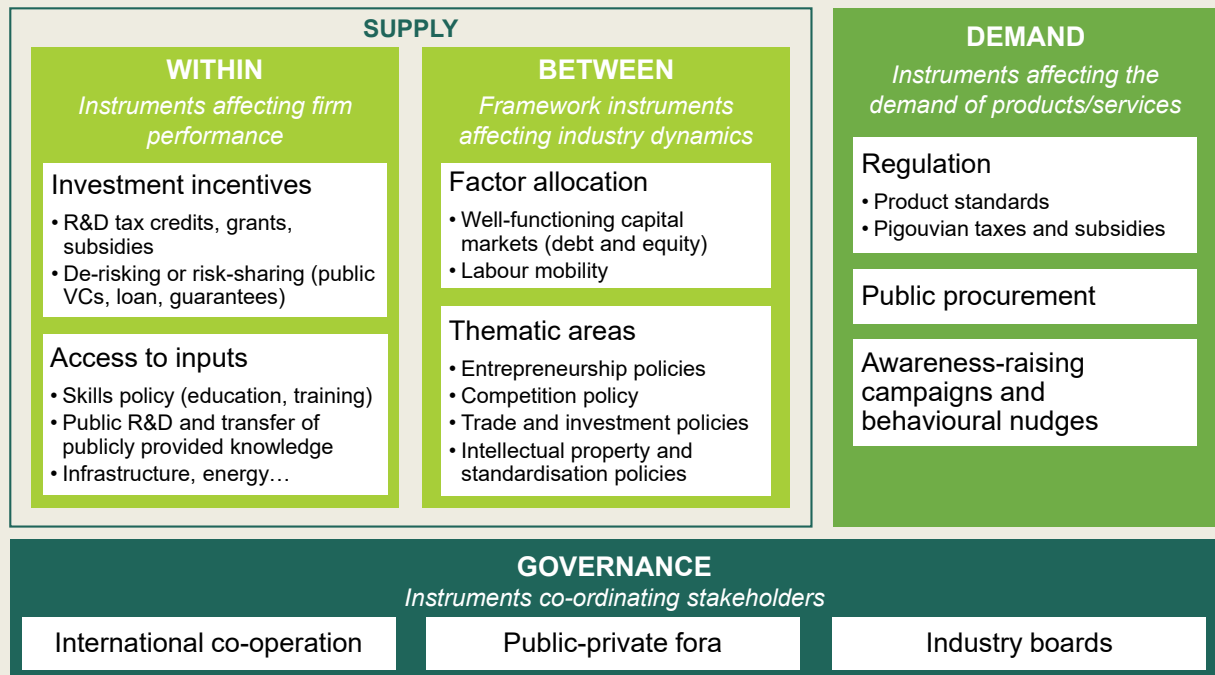 SUPPLY
WITHIN
Instruments affecting firm
performance
Investment incentives
• R&D tax credits, grants,
subsidies
• De-risking or risk-sharing (public
VCs, loan, guarantees)
Access to inputs
• Skills policy (education, training)
• Public R&D and transfer of
publicly provided knowledge
• Infrastructure, energy…
BETWEEN
Framework instruments
affecting industry dynamics
Factor allocation
• Well-functioning capital
markets (debt and equity)
• Labour mobility
Thematic areas
• Entrepreneurship policies
• Competition policy
• Trade and investment policies
• Intellectual property and
standardisation policies
DEMAND
Instruments affecting the
demand of products/services
Regulation
• Product standards
• Pigouvian taxes and subsidies
Public procurement
Awareness-raising
campaigns and
behavioural nudges
GOVERNANCE
Instruments co-ordinating stakeholders
International co-operation
Public-private fora
Industry boards